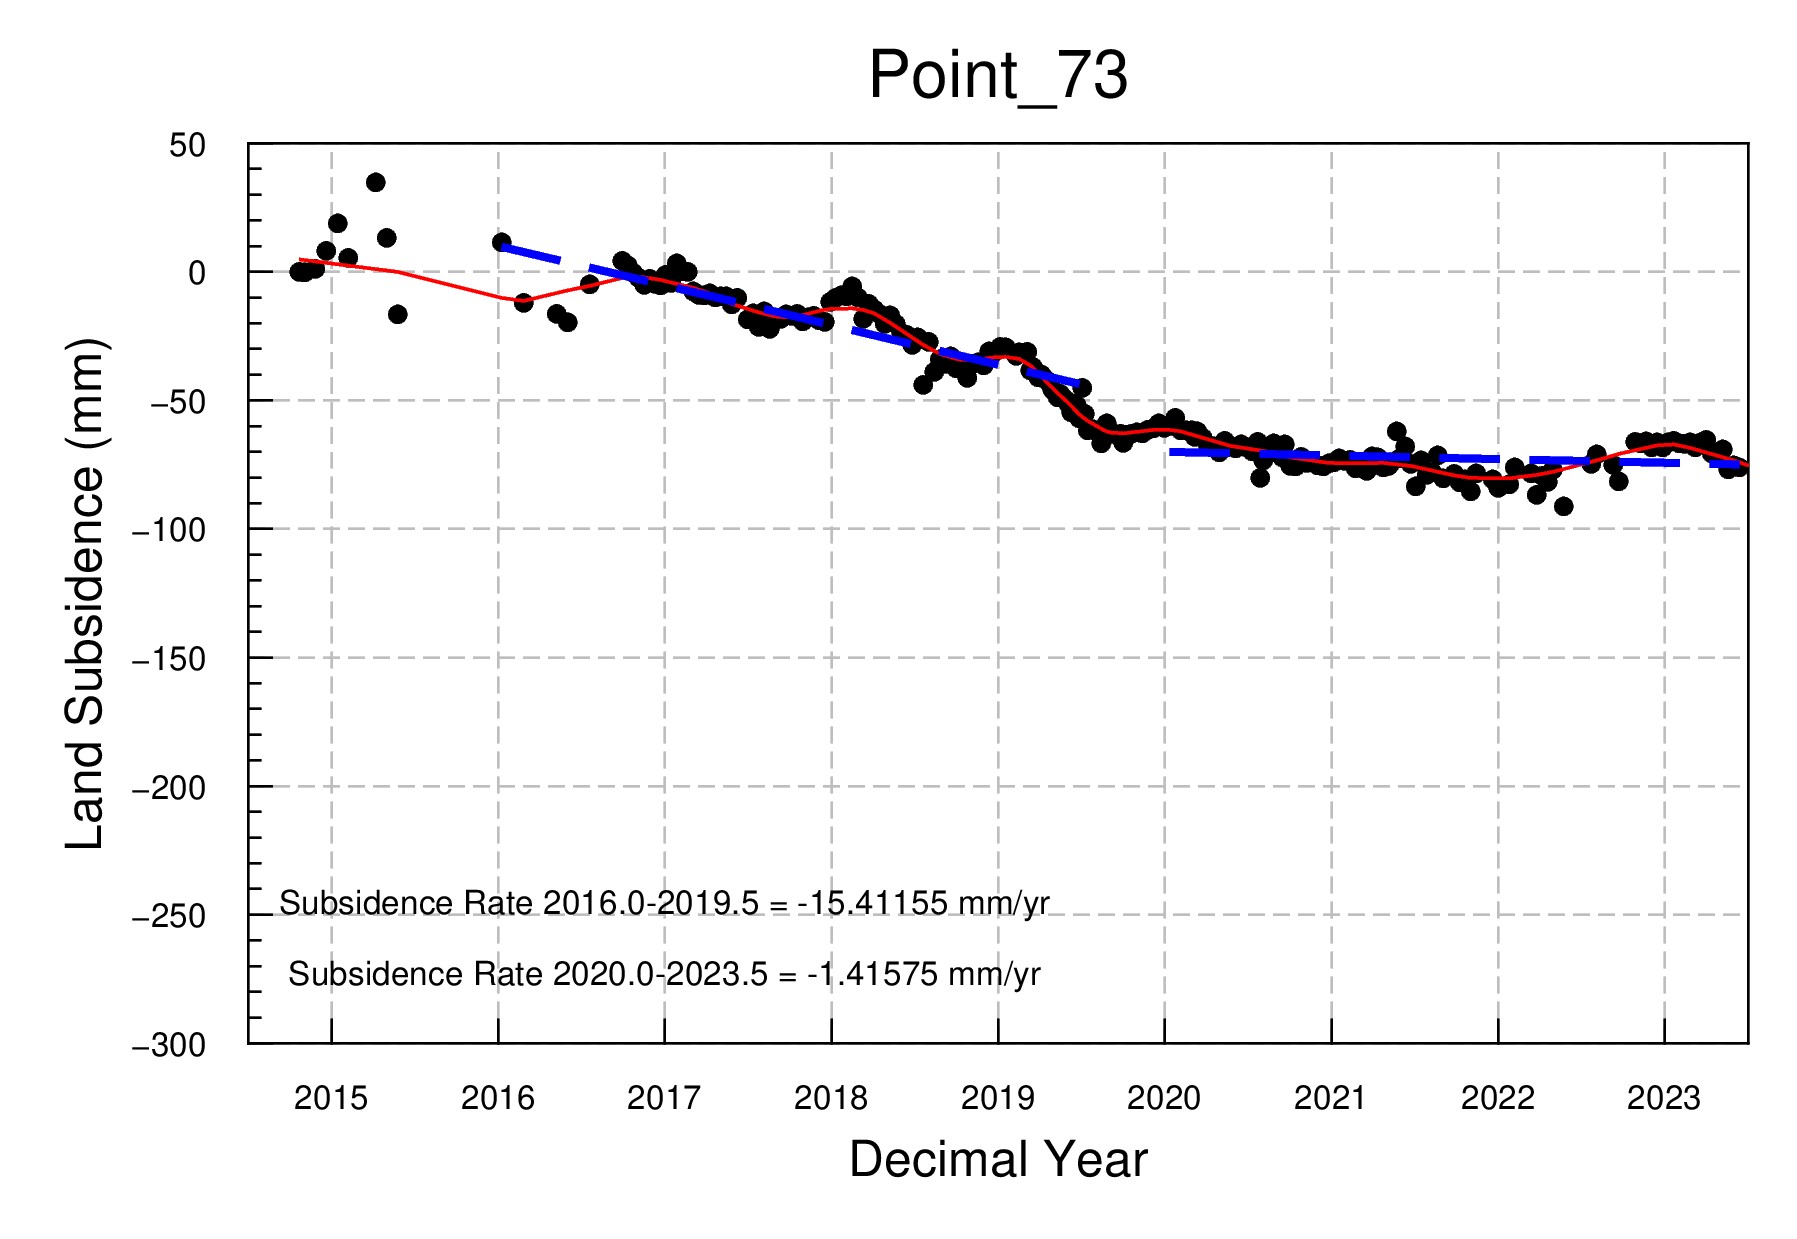 Point_73
50
0
−50
−100
−150
−200
−250
−300
Land Subsidence (mm)
Subsidence Rate 2016.0-2019.5 = -15.41155 mm/yr
Subsidence Rate 2020.0-2023.5 = -1.41575 mm/yr
2015 2016 2017 2018 2019 2020 2021 2022 2023
Decimal Year